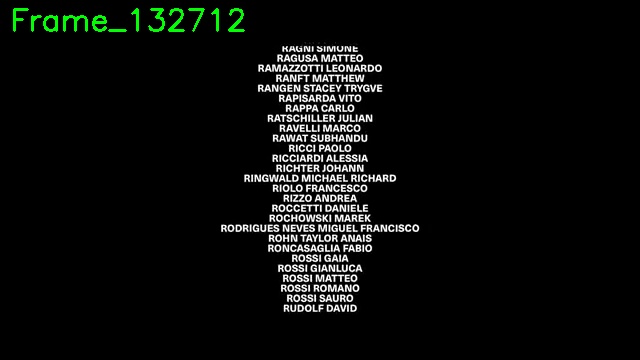 Frame_132712
RAGNI SIMONE
RAGUSA MATTEO
RAMAZZOTTI LEONARDO
RANFT MATTHEW
RANGEN STACEY TRYGVE
RAPISARDA VITO
RAPPA CARLO
RATSCHILLER JULIAN
RAVELLI MARCO
RAWAT SUBHANDU
RICCI PAOLO
RICCIARDI ALESSIA
RICHTER JOHANN
RINGWALD MICHAEL RICHARD
RIOLO FRANCESCO
RIZZO ANDREA
ROCCETTI DANIELE
ROCHOWSKI MAREK
RODRIGUES NEVES MIGUEL FRANCISCO
ROHN TAYLOR ANAIS
RONCASAGLIA FABIO
ROSSI GAIA
ROSSI GIANLUCA
ROSSI MATTEO
ROSSI ROMANO
ROSSI SAURO
RUDOLF DAVID